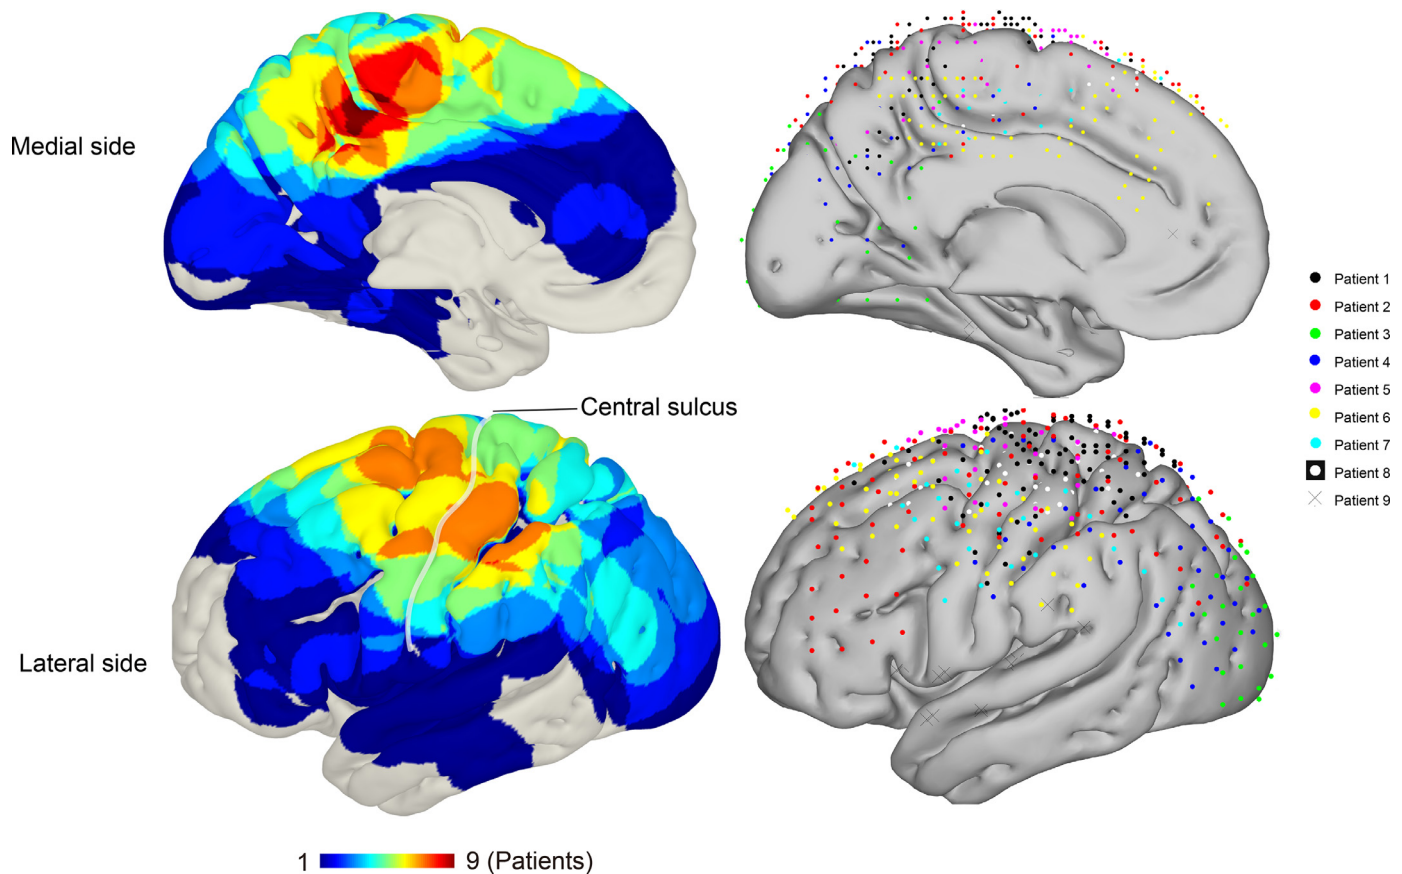 Medial side
Patient 1
Patient 2
Patient 3
Patient 4
Patient 5
Patient 6
Patient 7
Patient 8
Patient 9
Central sulcus
Lateral side
1 9 (Patients)